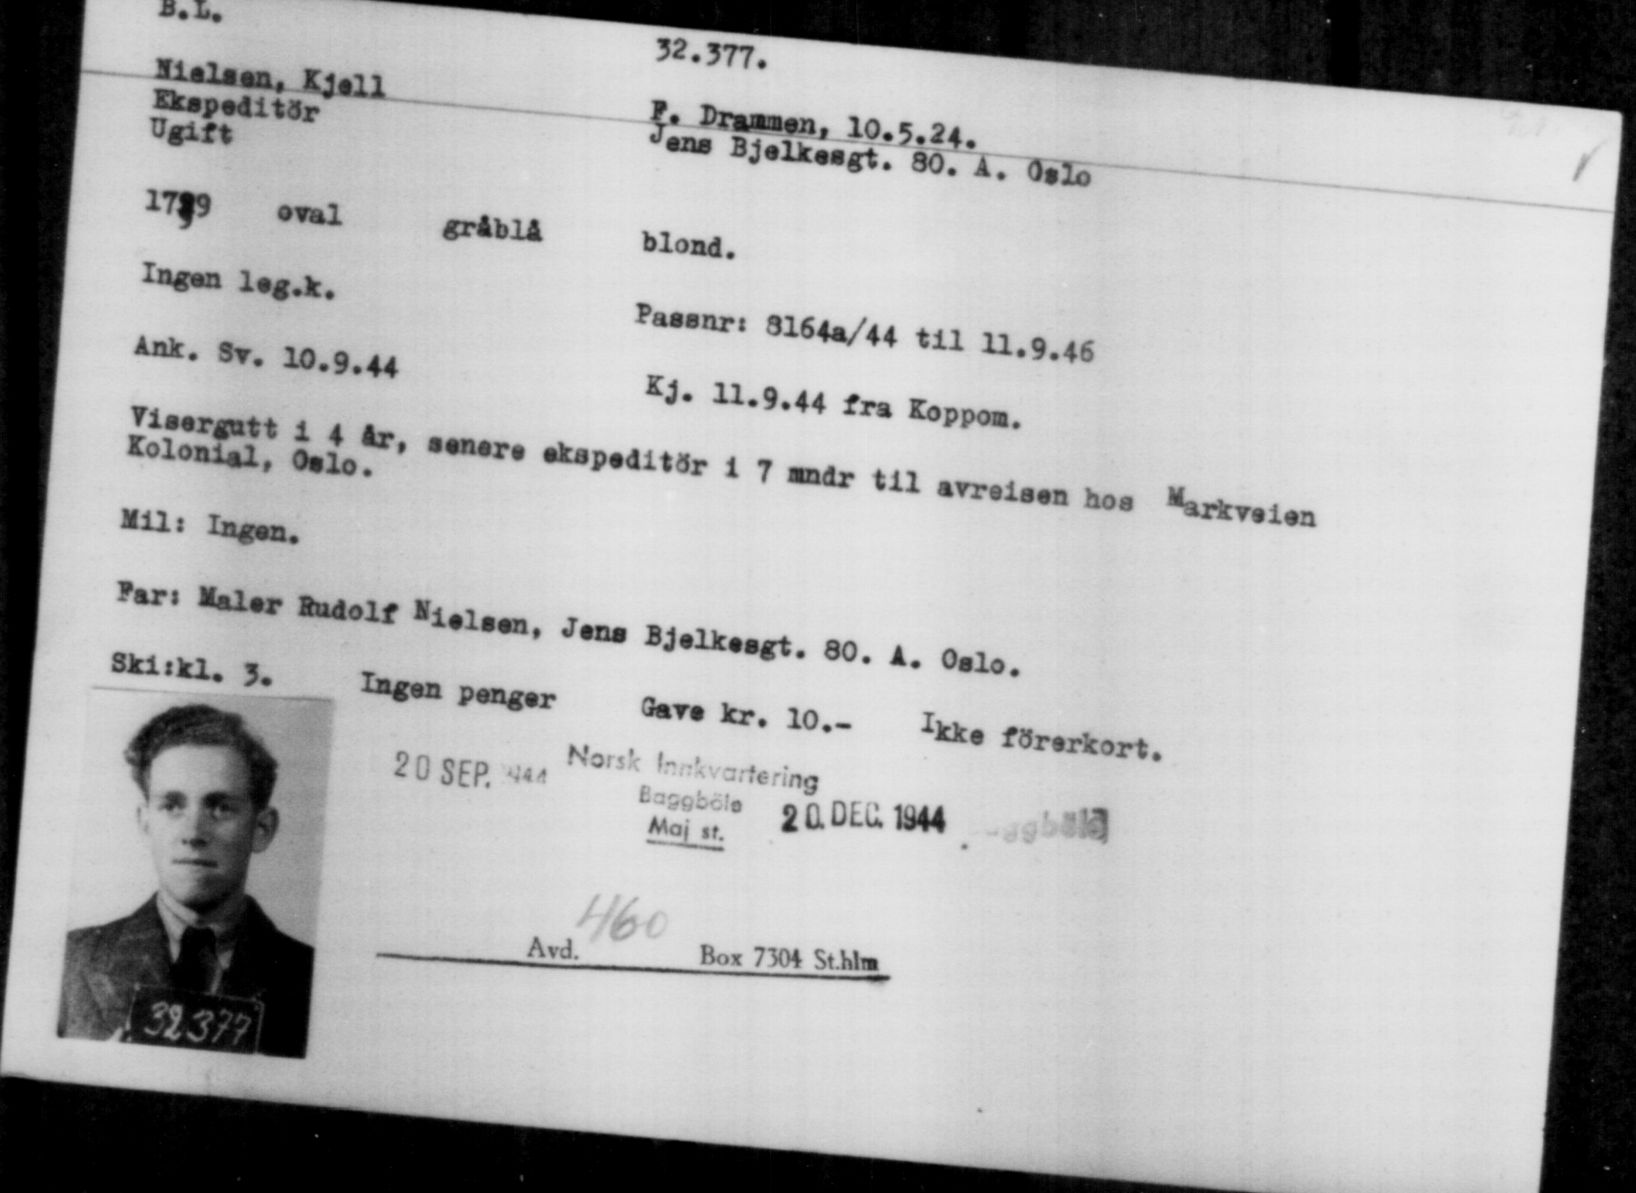 B.L.
32.377.
Nielsen, Kjell
F. Drammen, 10.5.24.
Ekspeditör
Jens Bjelkesgt. 80. A. Oslo
Ugift
oval gråblå blond.
Ingen leg.k.
Passnr: 8164a/44 til 11.9.46
Ank. Sv. 10.9.44
Kj. 11.9.44 fra Koppom.
Visergutt i 4 år, senere ekspeditör i 7 mndr til avreisen hos Markveien
Kolonial, Oslo.
Mil: Ingen.
Far: Maler Rudolf Nielsen, Jens Bjelkesgt. 80. A. Oslo.
Ski:kl. 3. Ingen penger Gave kr. 10.- Ikke förerkort.
20 SEP. 1944
Norsk Innkvartering
Baggböle
Maj st.
20. DEC. 1944
460
Avd. Box 7304 St.hlm
32377